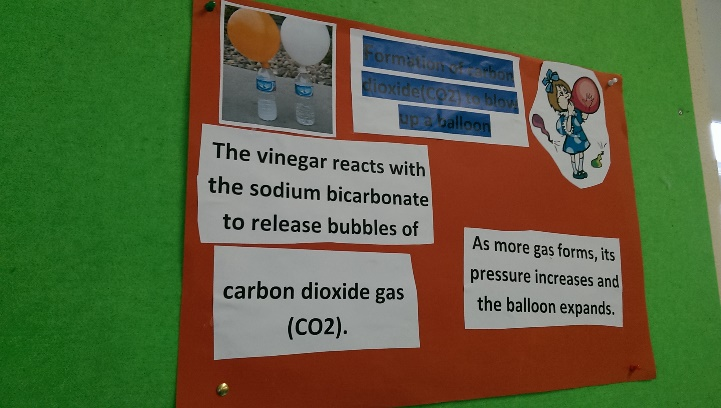 Formation of carbon
dioxide(CO2) to blow
up a balloon
The vinegar reacts with
the sodium bicarbonate
to release bubbles of
carbon dioxide gas
(CO2).
As more gas forms, its
pressure increases and
the balloon expands.